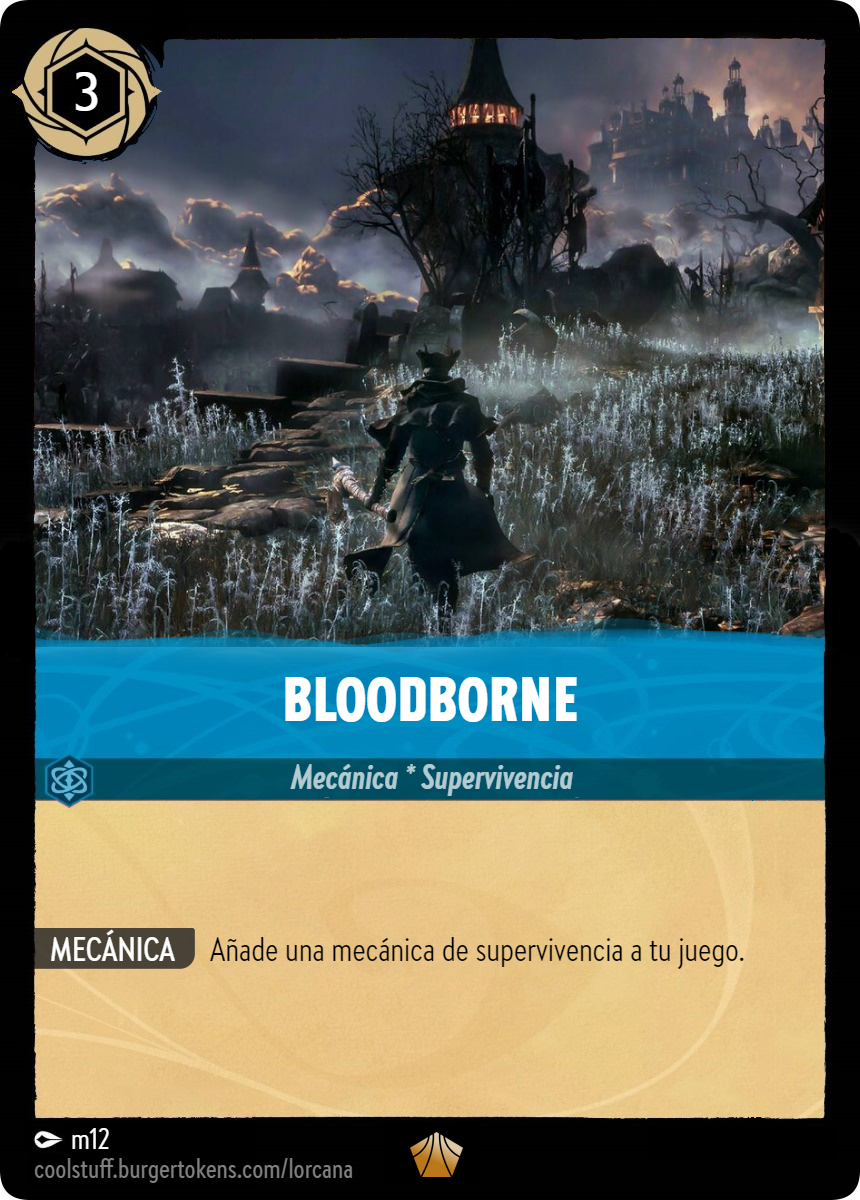 3
BLOODBORNE
Mecánica * Supervivencia
MECÁNICA Añade una mecánica de supervivencia a tu juego.
m12
coolstuff.burgertokens.com/lorcana